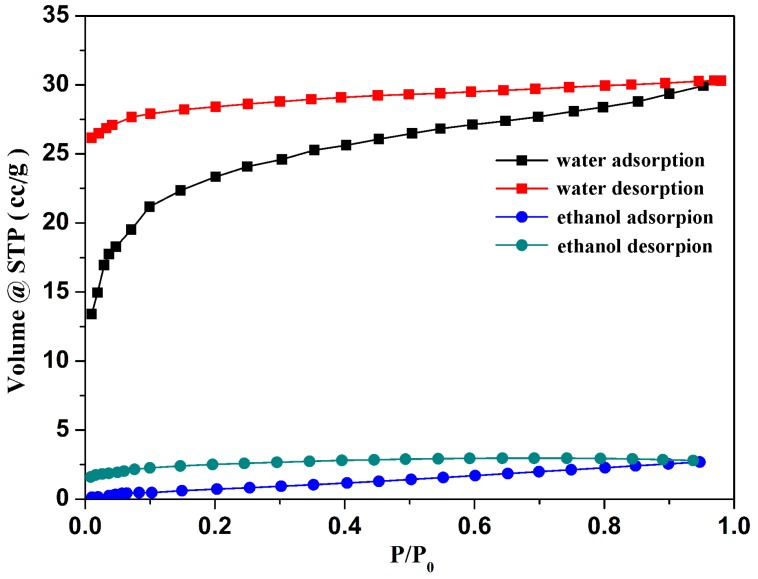 35
30
25
20
15
10
5
0
Volume @ STP ( cc/g )
water adsorption
water desorption
ethanol adsorpion
ethanol desorpion
0.0 0.2 0.4 0.6 0.8 1.0
P/P₀